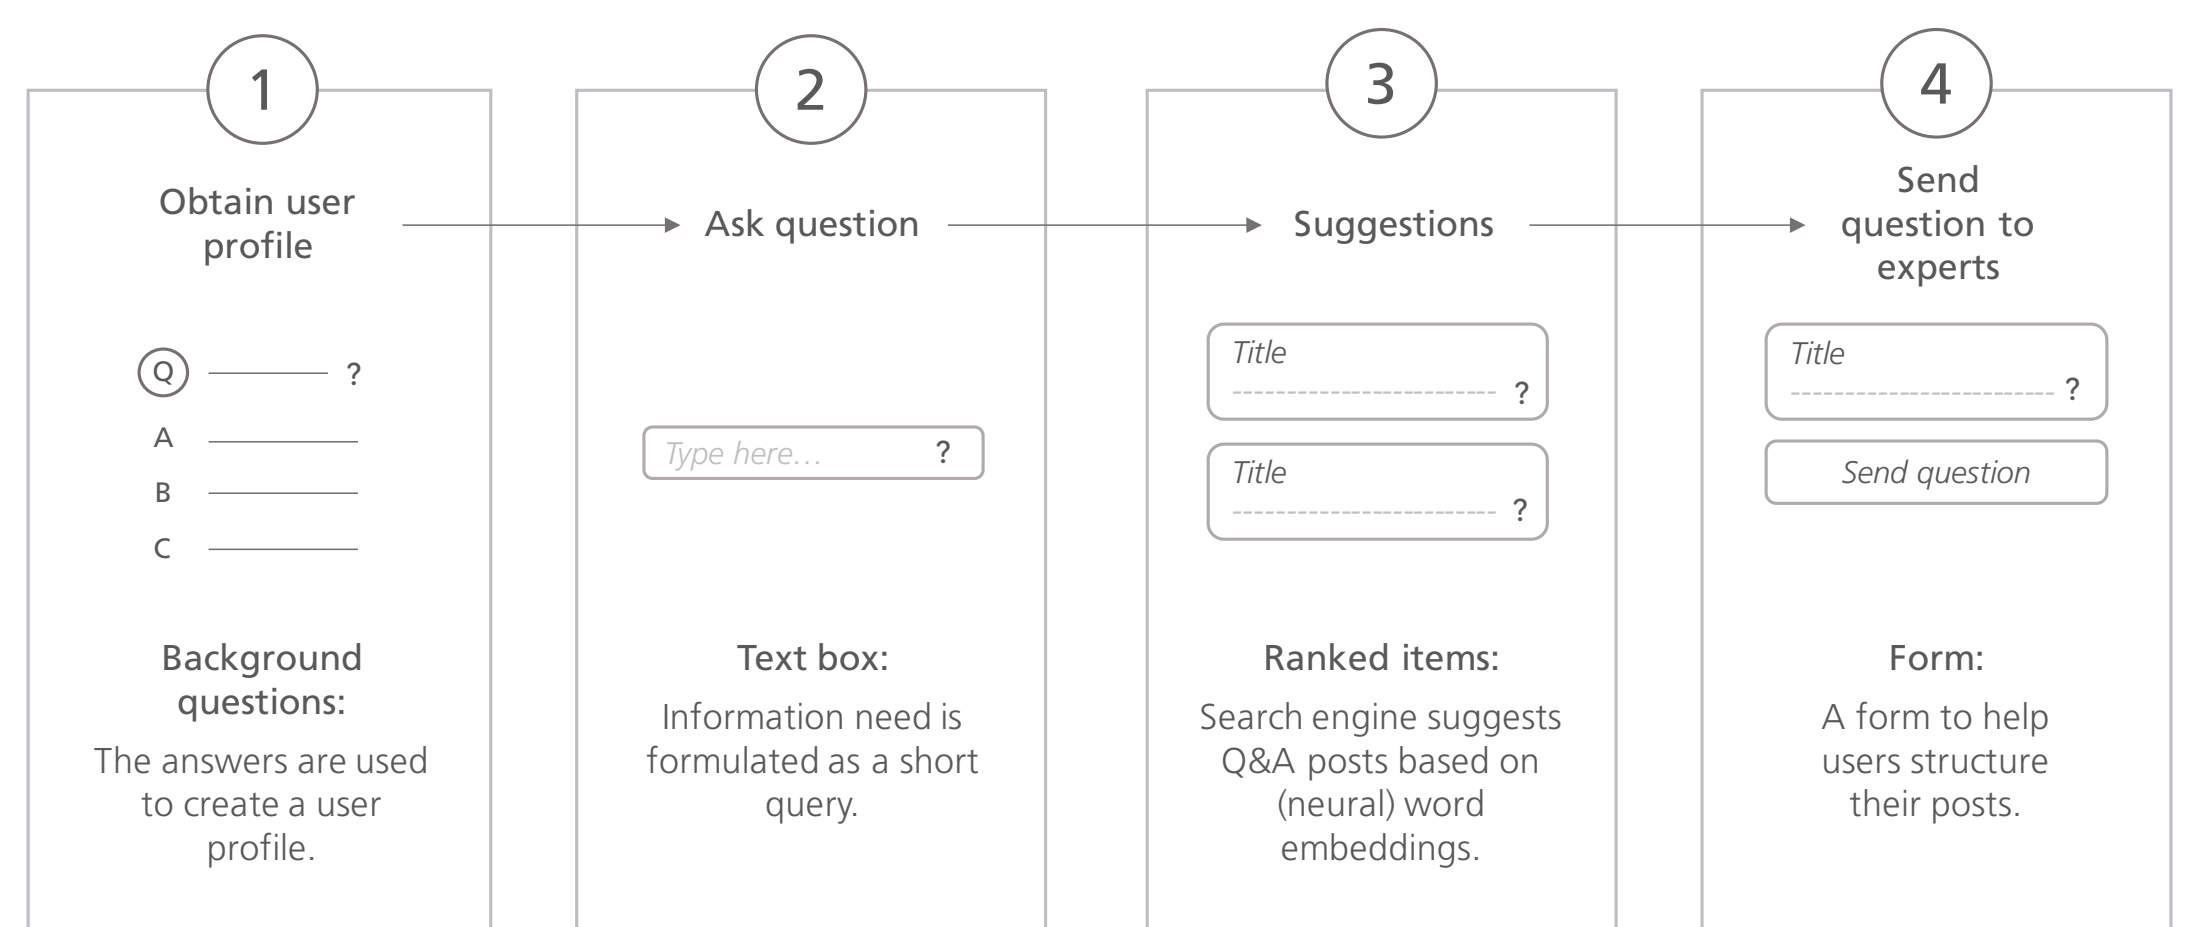 1
Obtain user
profile
Q ?
A
B
C
Background
questions:
The answers are used
to create a user
profile.
2
Ask question
Type here... ?
Text box:
Information need is
formulated as a short
query.
3
Suggestions
Title
?
Title
?
Ranked items:
Search engine suggests
Q&A posts based on
(neural) word
embeddings.
4
Send
question to
experts
Title
?
Send question
Form:
A form to help
users structure
their posts.